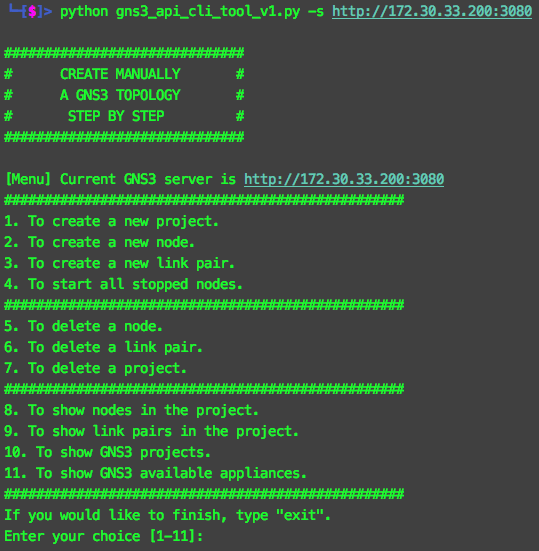 └─[$]> python gns3_api_cli_tool_v1.py -s http://172.30.33.200:3080
##############################
#      CREATE MANUALLY       #
#      A GNS3 TOPOLOGY       #
#       STEP BY STEP         #
##############################
[Menu] Current GNS3 server is http://172.30.33.200:3080
##################################################
1. To create a new project.
2. To create a new node.
3. To create a new link pair.
4. To start all stopped nodes.
##################################################
5. To delete a node.
6. To delete a link pair.
7. To delete a project.
##################################################
8. To show nodes in the project.
9. To show link pairs in the project.
10. To show GNS3 projects.
11. To show GNS3 available appliances.
##################################################
If you would like to finish, type "exit".
Enter your choice [1-11]: